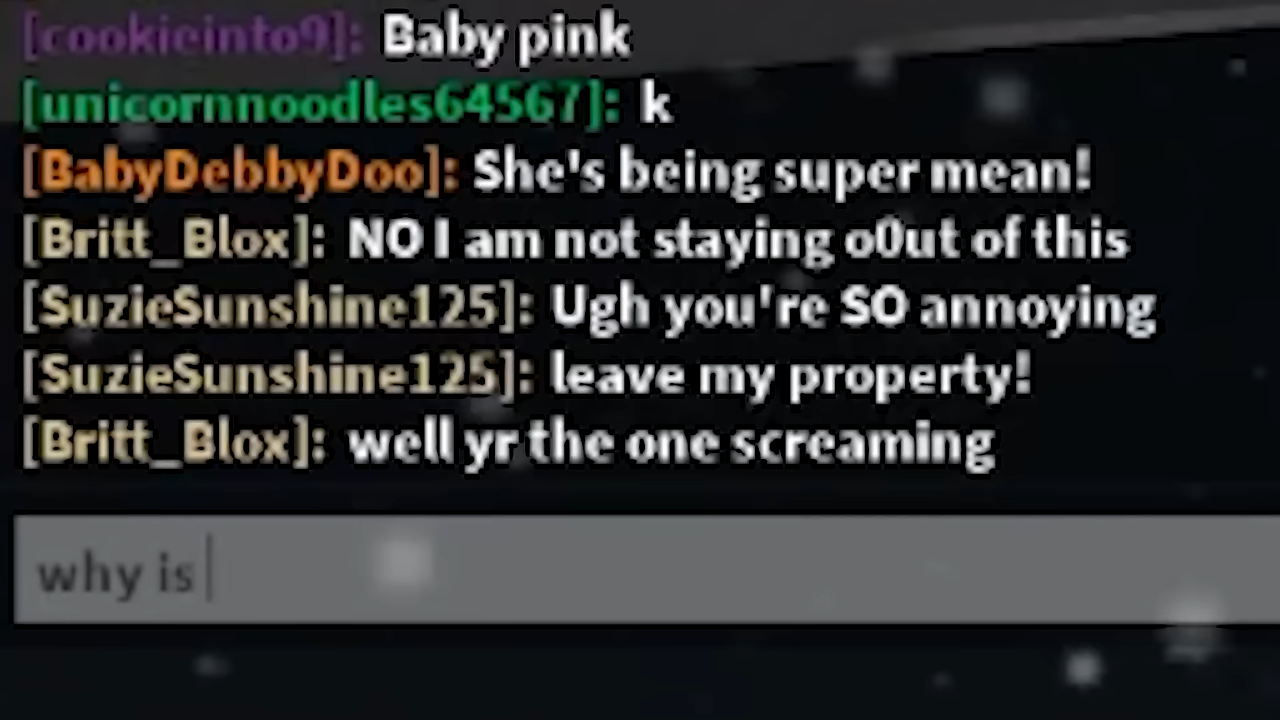 [cookieinto9]: Baby pink
[unicornnoodles64567]: k
[BabyDebbyDoo]: She's being super mean!
[Britt_Blox]: NO I am not staying o0ut of this
[SuzieSunshine125]: Ugh you're SO annoying
[SuzieSunshine125]: leave my property!
[Britt_Blox]: well yr the one screaming
why is